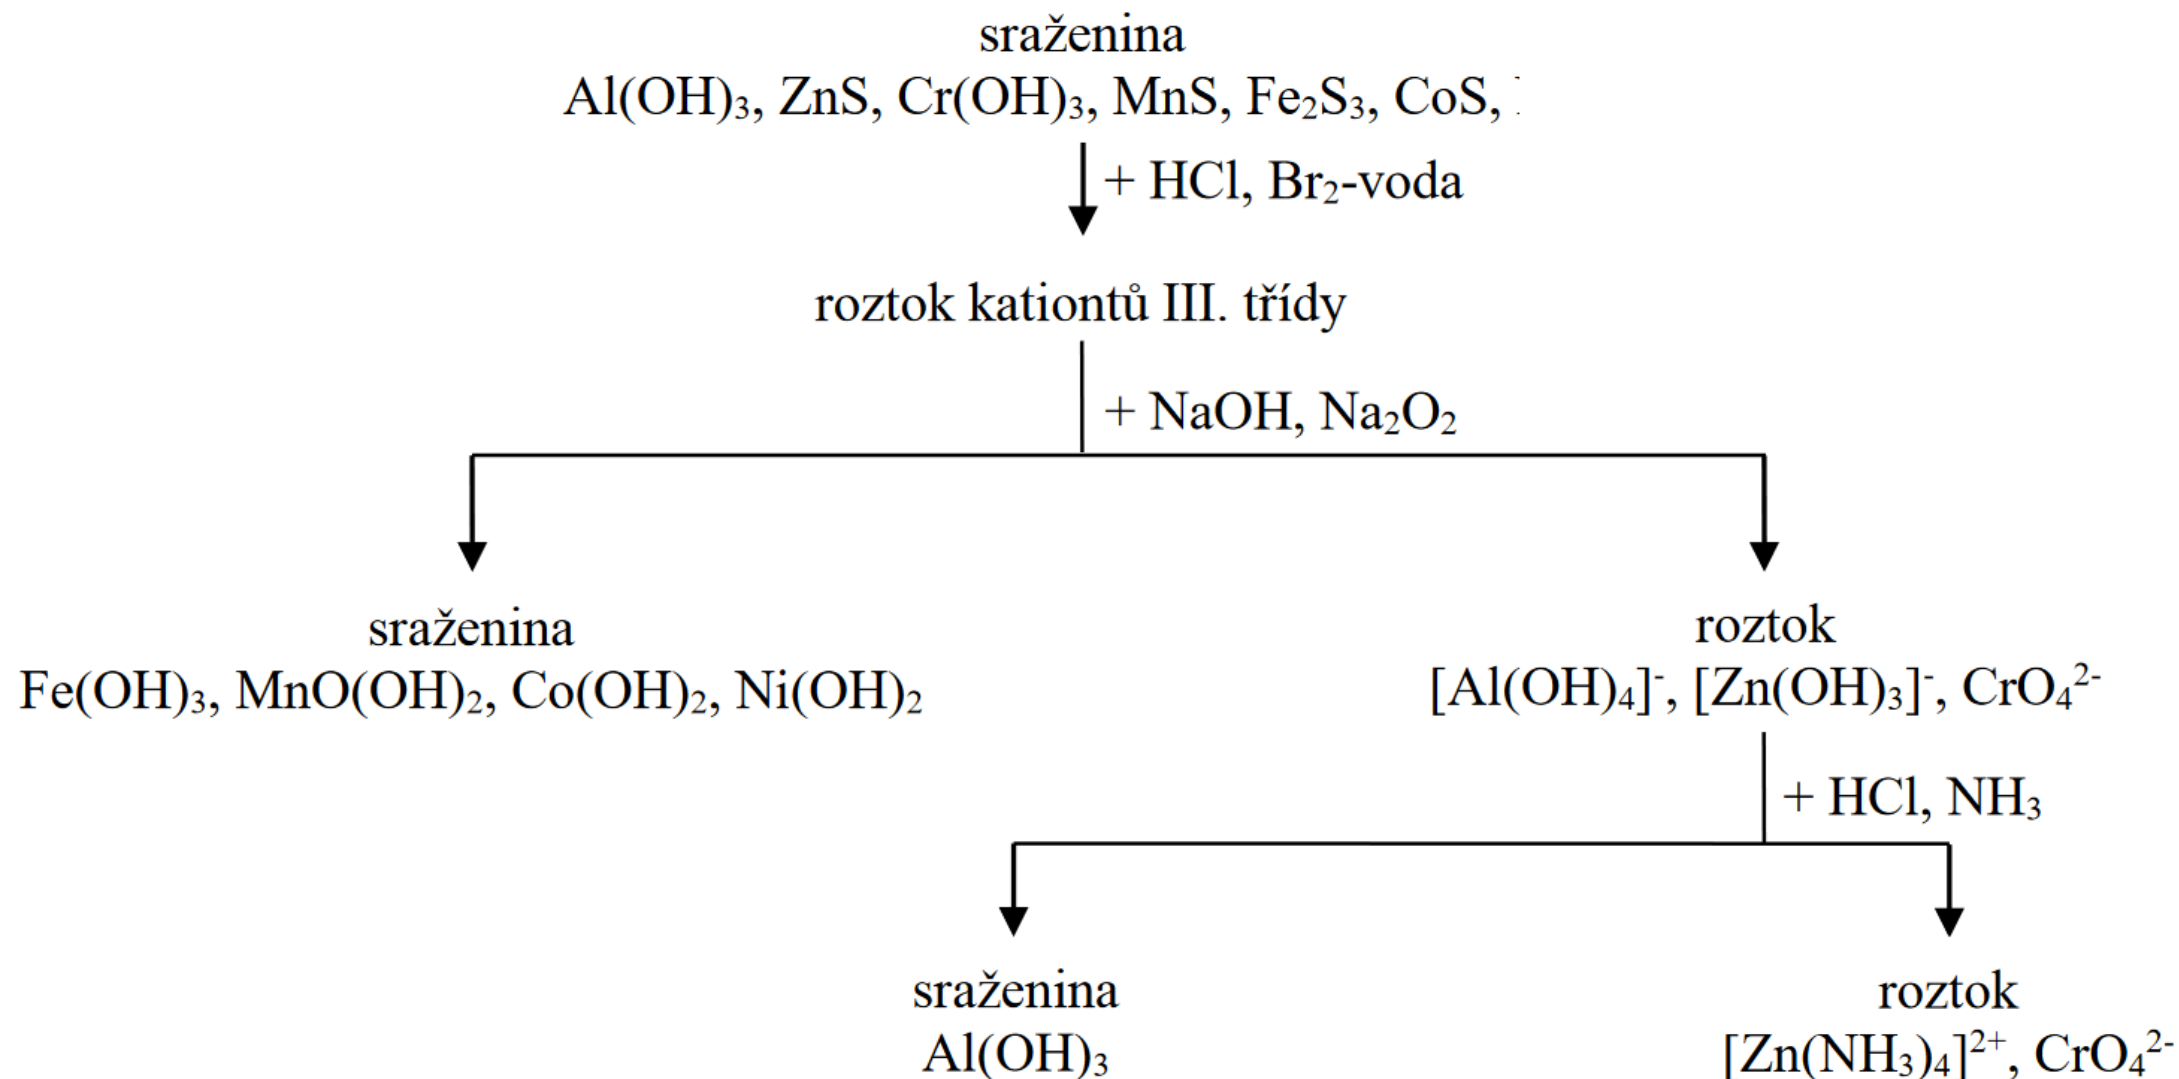 sraženina
Al(OH)₃, ZnS, Cr(OH)₃, MnS, Fe₂S₃, CoS,
+ HCl, Br₂-voda
roztok kationtů III. třídy
+ NaOH, Na₂O₂
sraženina
Fe(OH)₃, MnO(OH)₂, Co(OH)₂, Ni(OH)₂
roztok
[Al(OH)₄]⁻, [Zn(OH)₃]⁻, CrO₄²⁻
+ HCl, NH₃
sraženina
Al(OH)₃
roztok
[Zn(NH₃)₄]²⁺, CrO₄²⁻